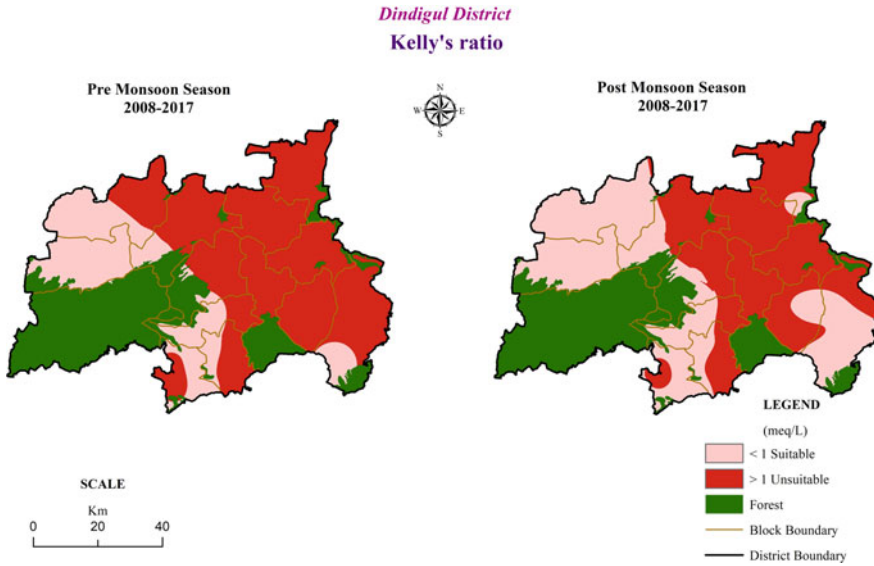 Dindigul District
Kelly's ratio
Pre Monsoon Season
2008-2017
N
W E
S
Post Monsoon Season
2008-2017
LEGEND
(meq/L)
< 1 Suitable
> 1 Unsuitable
Forest
Block Boundary
District Boundary
SCALE
Km
0 20 40